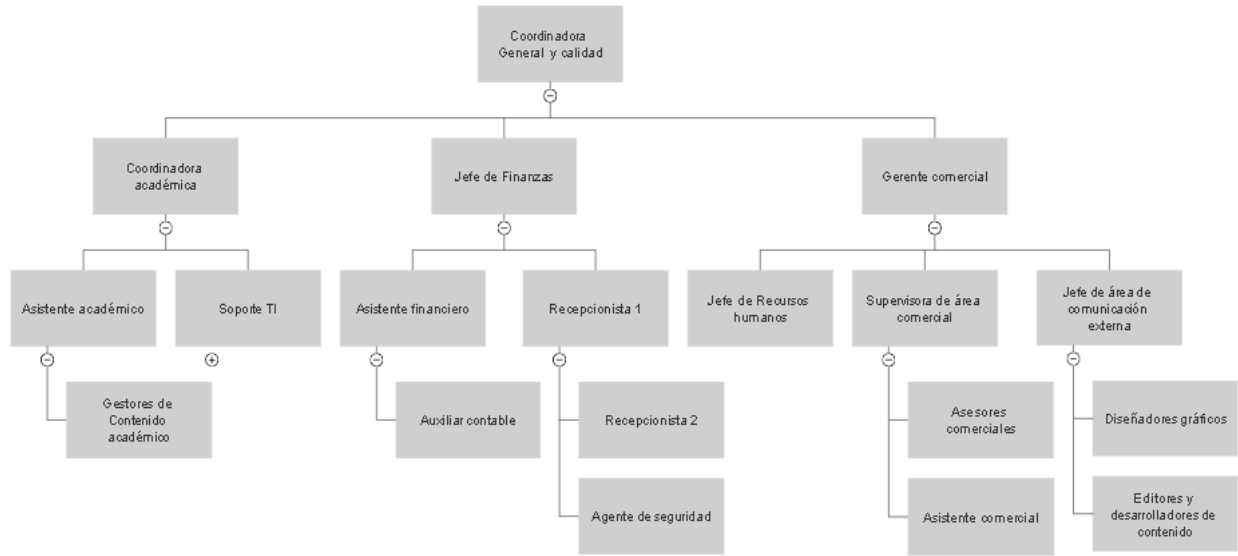 Coordinadora
General y calidad
Coordinadora
académica
Jefe de Finanzas
Gerente comercial
Asistente académico
Soporte TI
Asistente financiero
Recepcionista 1
Jefe de Recursos
humanos
Supervisora de área
comercial
Jefe de área de
comunicación
externa
Gestores de
Contenido
académico
Auxiliar contable
Recepcionista 2
Asesores
comerciales
Diseñadores gráficos
Agente de seguridad
Asistente comercial
Editores y
desarrolladores de
contenido